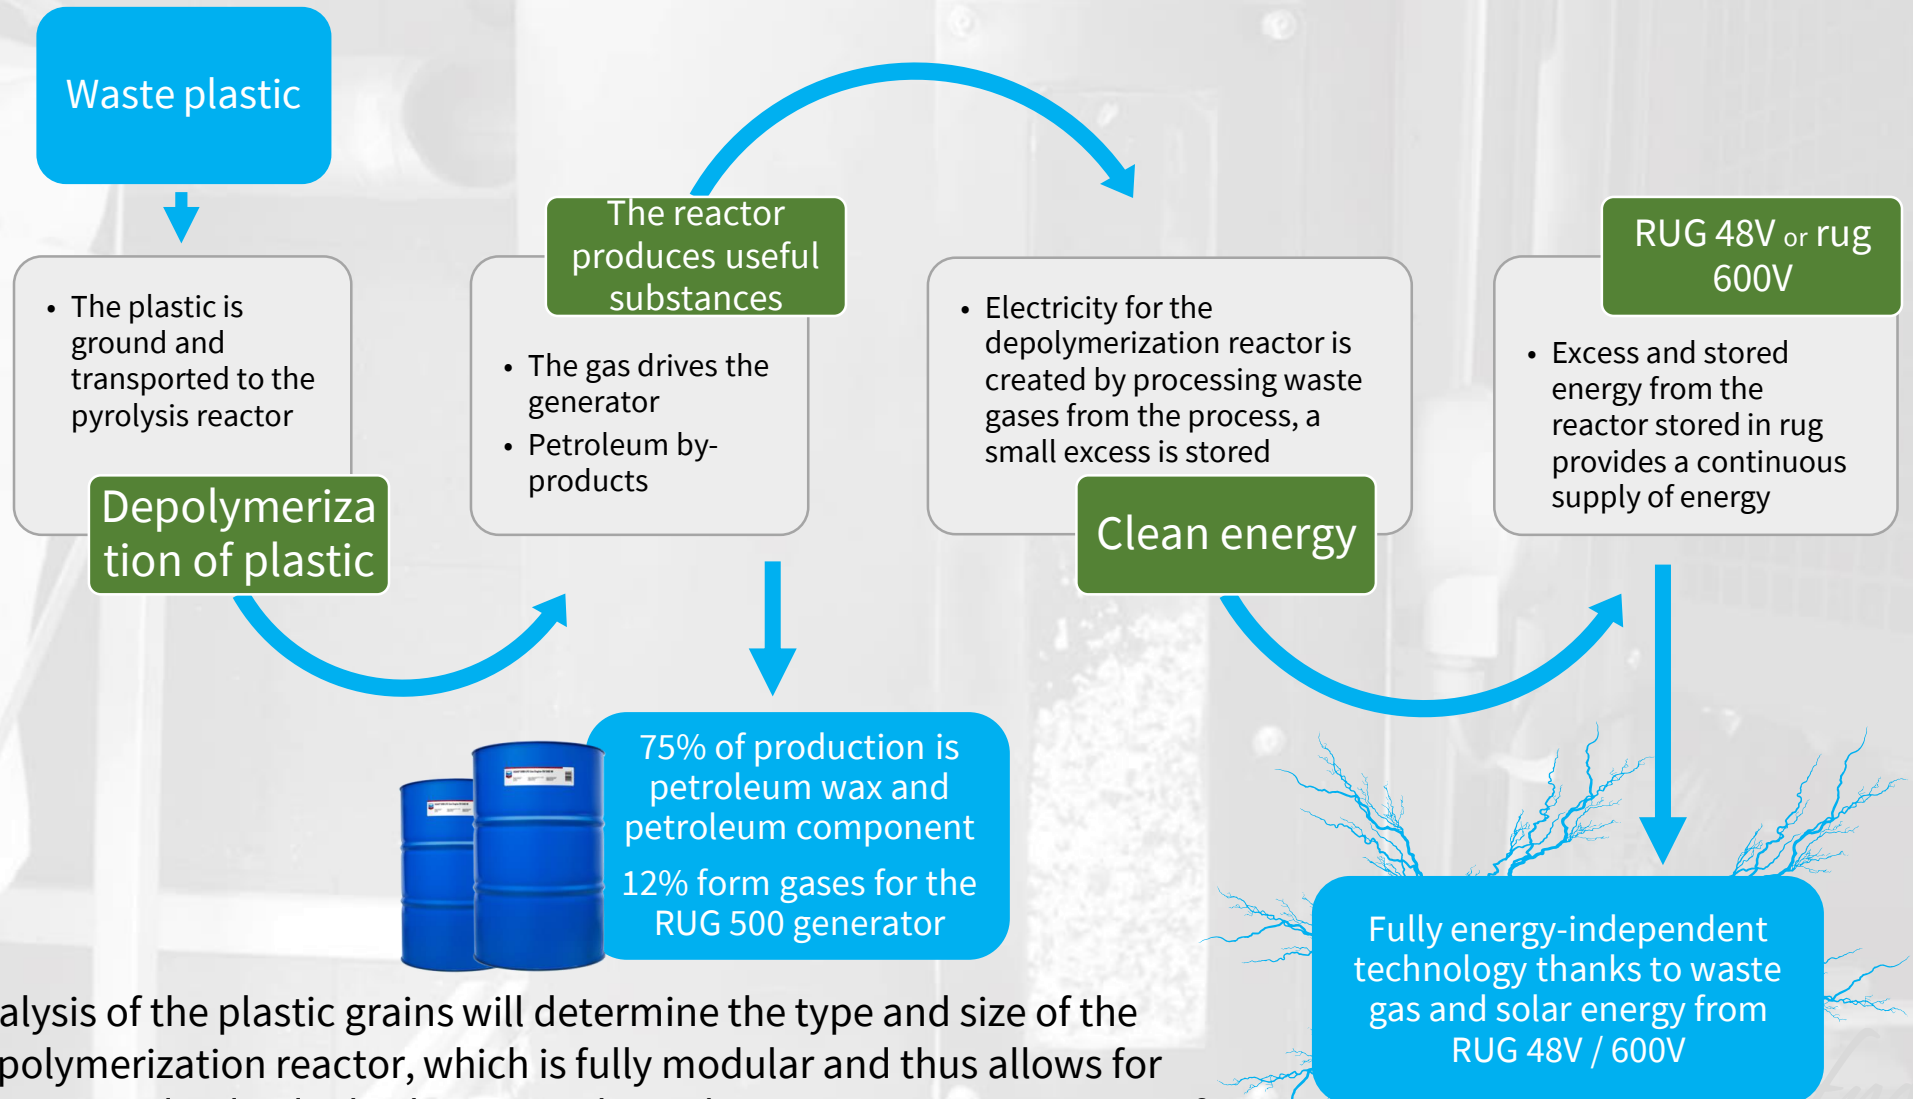 Waste plastic
• The plastic is
ground and
transported to the
pyrolysis reactor
Depolymeriza
tion of plastic
The reactor
produces useful
substances
• The gas drives the
generator
• Petroleum by-
products
75% of production is
petroleum wax and
petroleum component
12% form gases for the
RUG 500 generator
• Electricity for the
depolymerization reactor is
created by processing waste
gases from the process, a
small excess is stored
Clean energy
RUG 48V or rug
600V
• Excess and stored
energy from the
reactor stored in rug
provides a continuous
supply of energy
Fully energy-independent
technology thanks to waste
gas and solar energy from
RUG 48V / 600V
alysis of the plastic grains will determine the type and size of the
polymerization reactor, which is fully modular and thus allows for